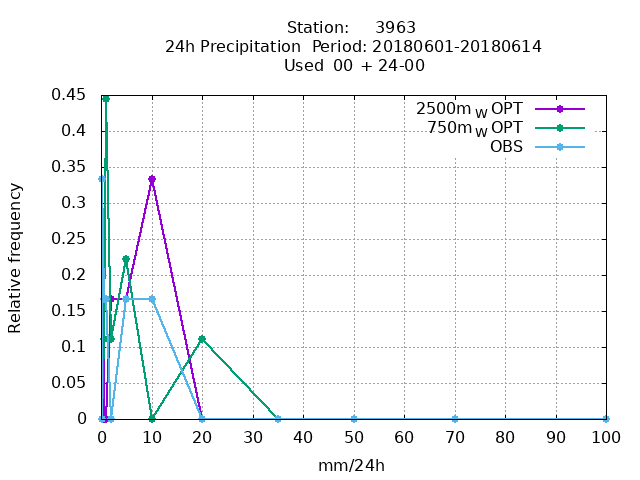 Station: 3963
24h Precipitation Period: 20180601-20180614
Used 00 + 24-00
2500m W OPT
750m W OPT
OBS
Relative frequency
0.45
0.4
0.35
0.3
0.25
0.2
0.15
0.1
0.05
0
0 10 20 30 40 50 60 70 80 90 100
mm/24h